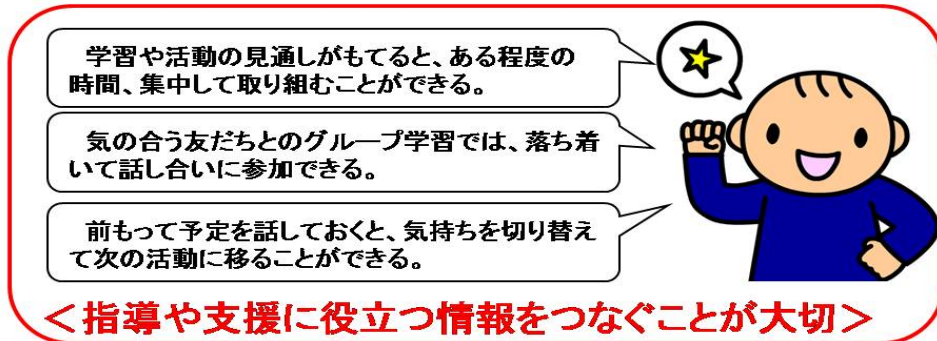 学習や活動の見通しがもてると、ある程度の
時間、集中して取り組むことができる。
気の合う友だちとのグループ学習では、落ち着
いて話し合いに参加できる。
前もって予定を話しておくと、気持ちを切り替え
て次の活動に移ることができる。
＜指導や支援に役立つ情報をつなぐことが大切＞